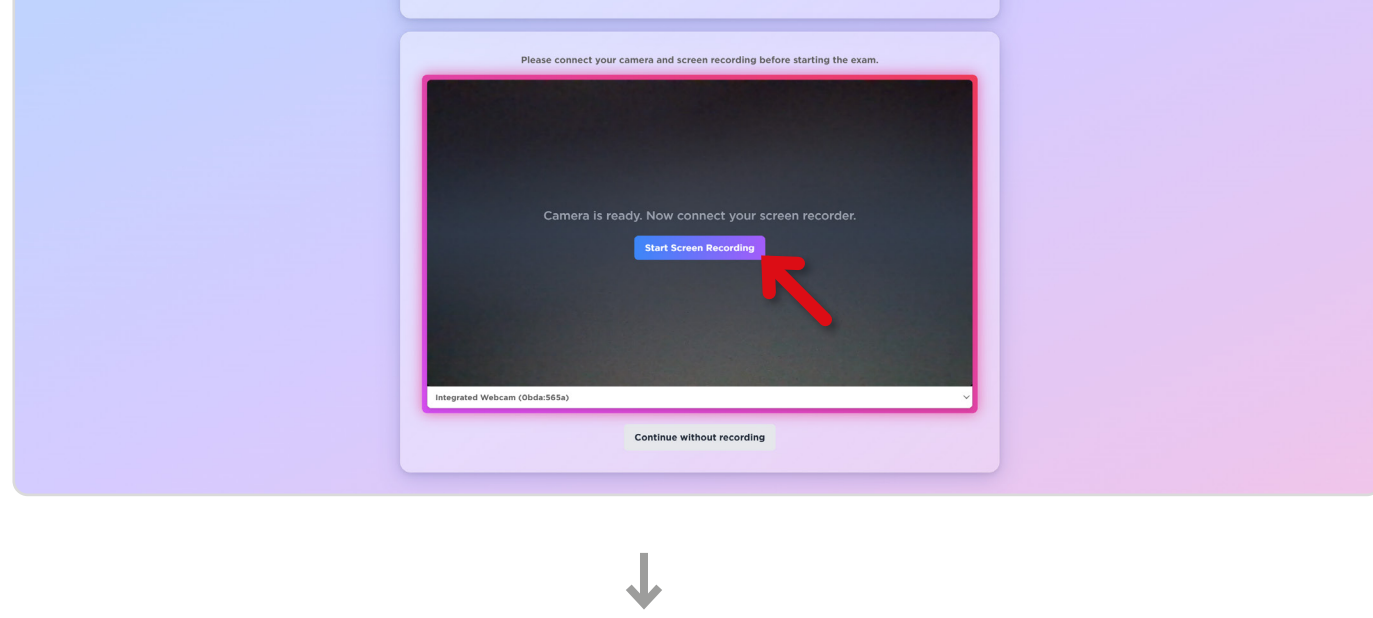 Please connect your camera and screen recording before starting the exam.
Camera is ready. Now connect your screen recorder.
Start Screen Recording
Integrated Webcam (0bda:565a)
Continue without recording